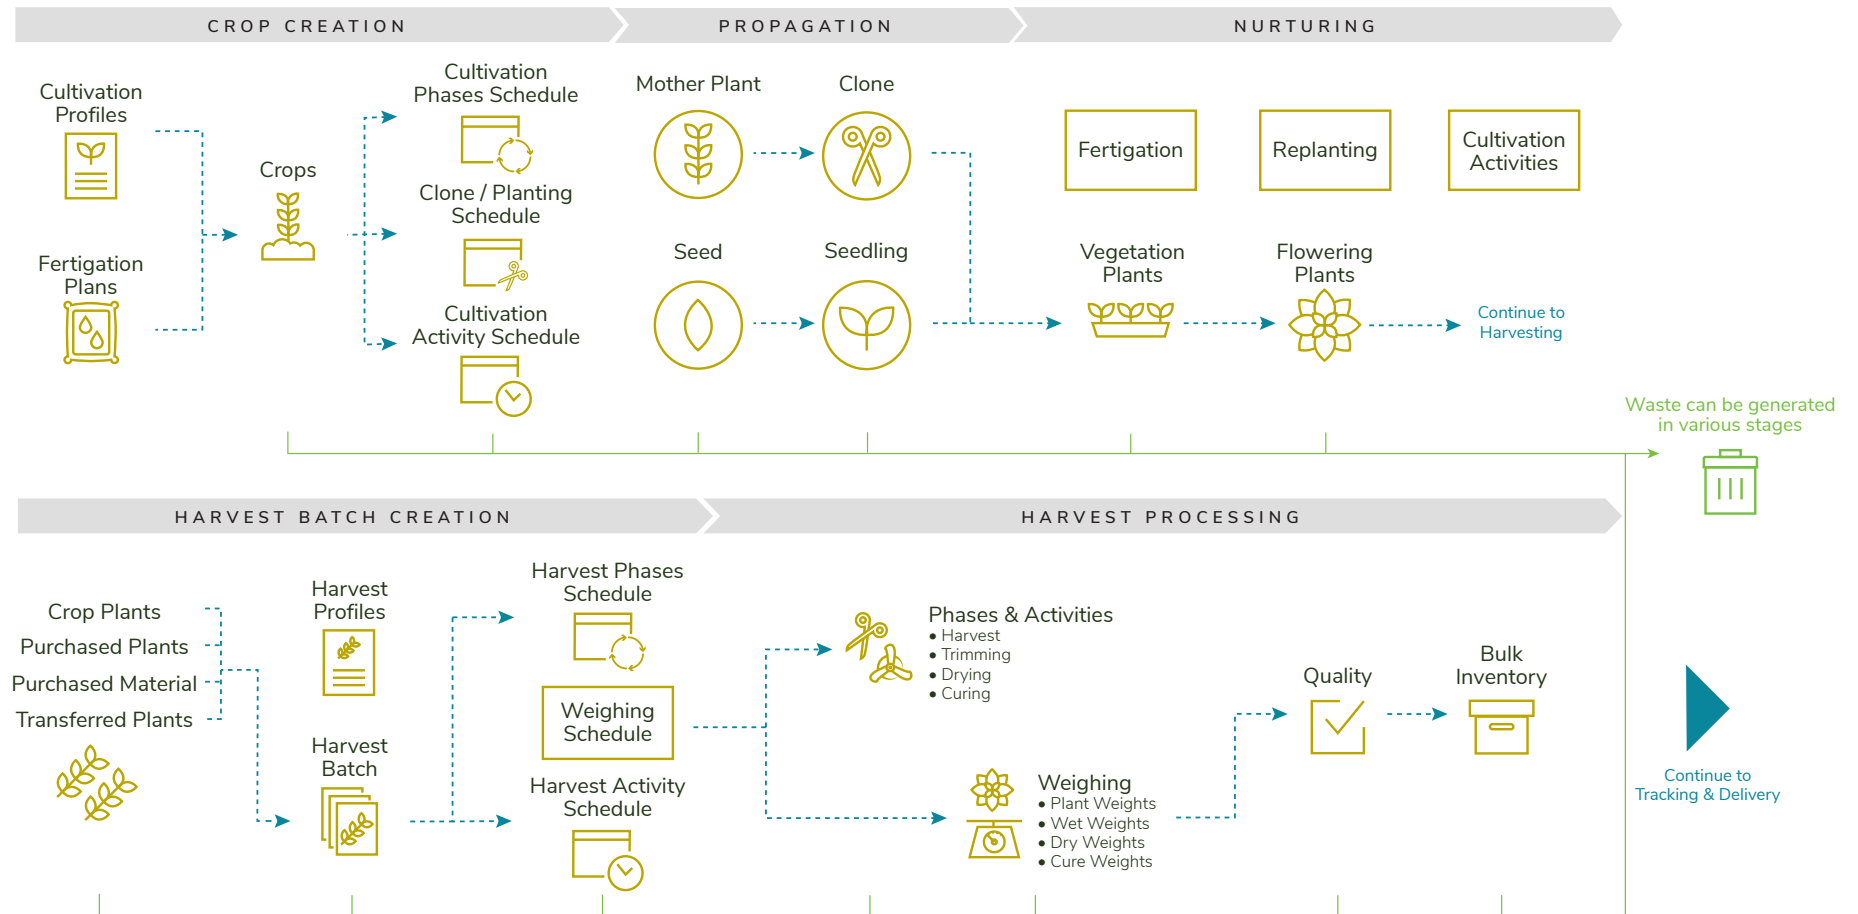 CROP CREATION
PROPAGATION
NURTURING
Cultivation
Profiles
Fertigation
Plans
Crops
Cultivation
Phases Schedule
Clone / Planting
Schedule
Cultivation
Activity Schedule
Mother Plant
Clone
Seed
Seedling
Fertigation
Replanting
Cultivation
Activities
Vegetation
Plants
Flowering
Plants
Continue to
Harvesting
Waste can be generated
in various stages
HARVEST BATCH CREATION
HARVEST PROCESSING
Crop Plants
Purchased Plants
Purchased Material
Transferred Plants
Harvest
Profiles
Harvest
Batch
Harvest Phases
Schedule
Weighing
Schedule
Harvest Activity
Schedule
Phases & Activities
• Harvest
• Trimming
• Drying
• Curing
Weighing
• Plant Weights
• Wet Weights
• Dry Weights
• Cure Weights
Quality
Bulk
Inventory
Continue to
Tracking & Delivery